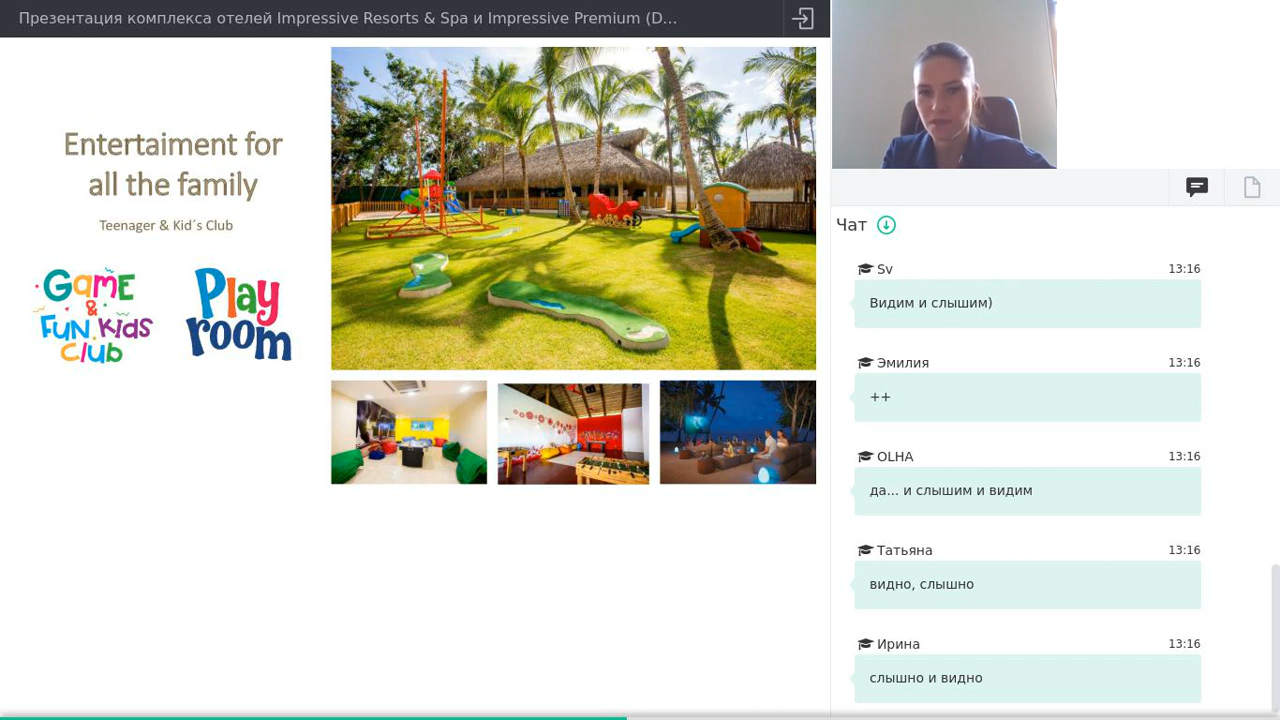 Презентация комплекса отелей Impressive Resorts & Spa и Impressive Premium (D...
Entertaiment for
all the family
Teenager & Kid´s Club
GamE
&
FUN.Kids
Club
Play
room
Чат
Sv 13:16
Видим и слышим)
Эмилия 13:16
++
OLHA 13:16
да... и слышим и видим
Татьяна 13:16
видно, слышно
Ирина 13:16
слышно и видно